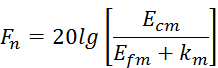 F_n = 20lg[E_cm / (E_fm + k_m)]